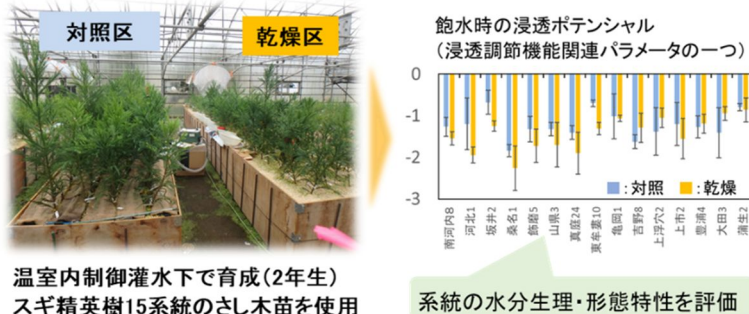 対照区
乾燥区
温室内制御灌水下で育成（2年生）
スギ精英樹15系統のさし木苗を使用
飽水時の浸透ポテンシャル
（浸透調節機能関連パラメータの一つ）
0
-1
-2
-3
：対照
：乾燥
南河内8
河北1
坂井2
桑名1
飾磨5
山県3
真庭24
東牟婁10
亀岡1
吉野8
上浮穴2
上市2
豊浦4
大田3
蒲生2
系統の水分生理・形態特性を評価